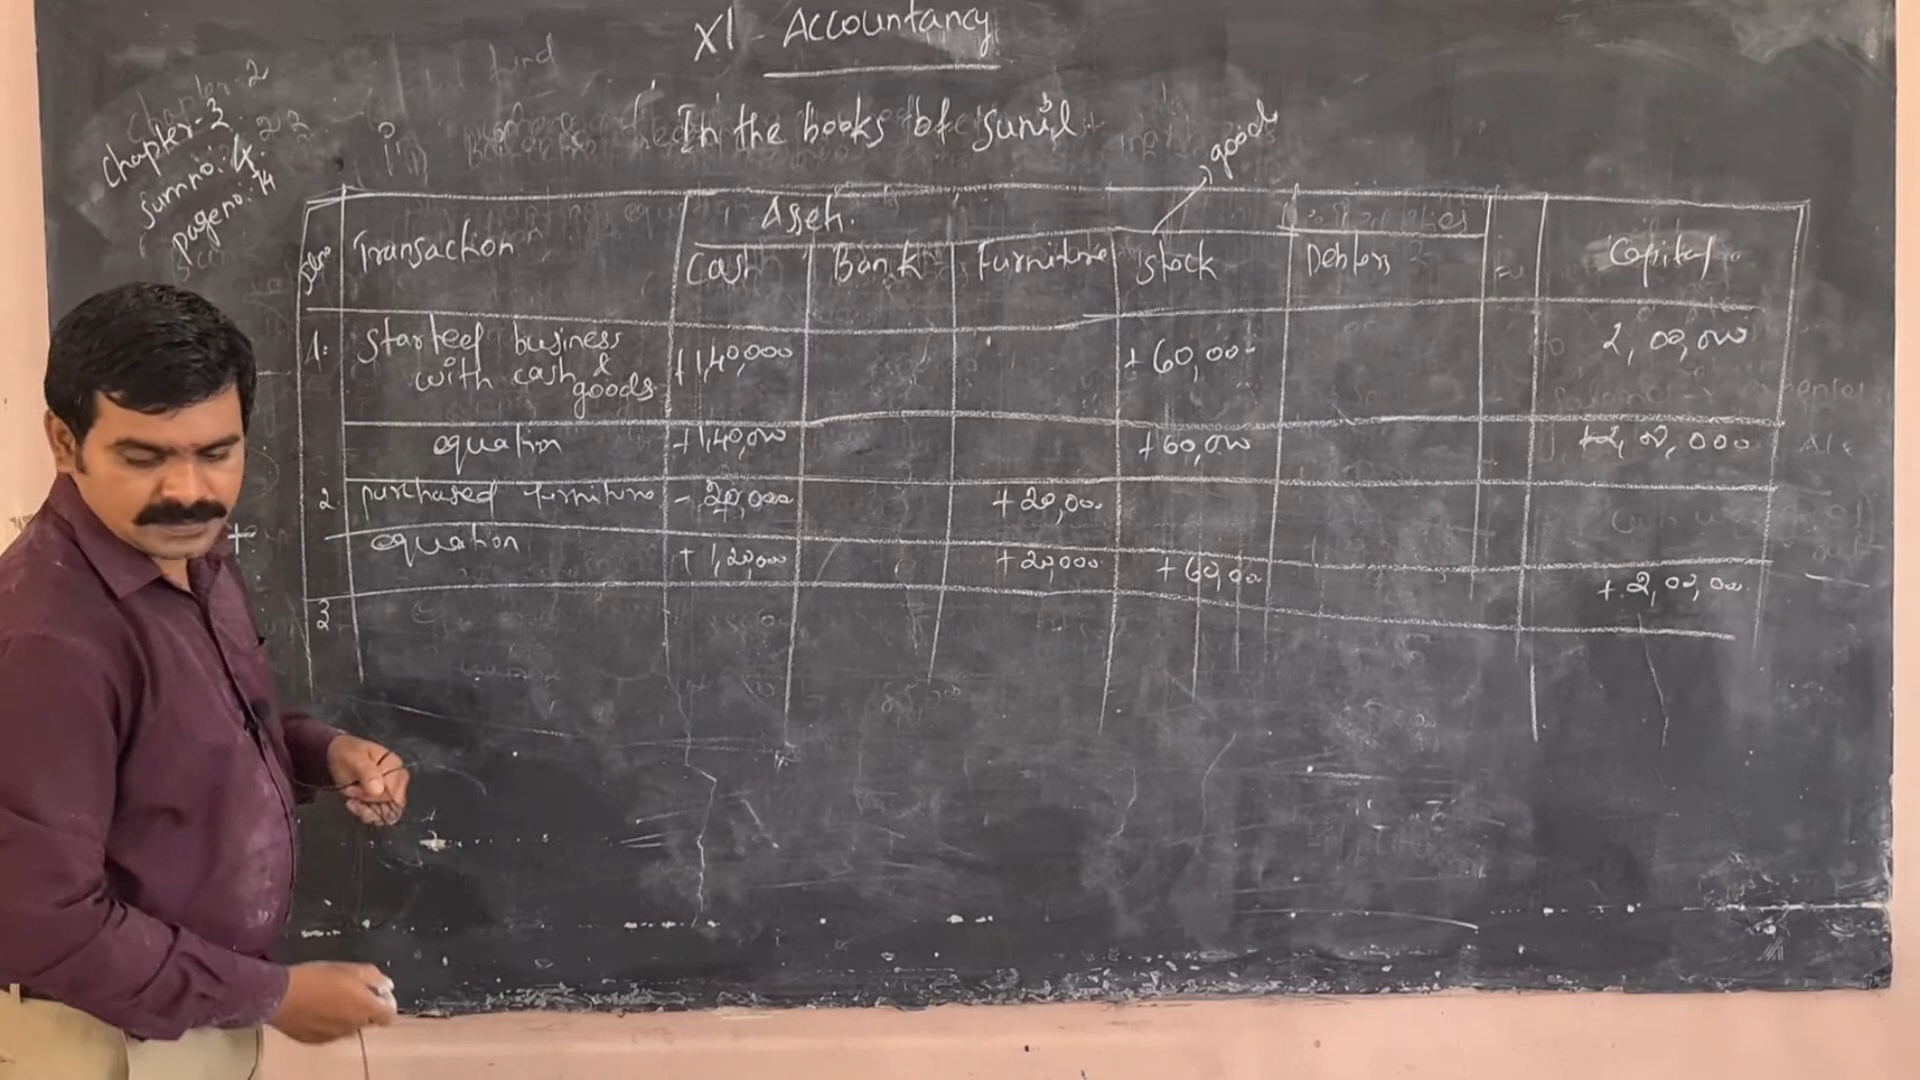 XI - Accountancy
In the books of Sunil
chapter-3
sumno: 4
pageno: 74
goods
Slno Transaction Assets = Capital
Cash Bank Furniture Stock Debtors
1. Started business with cash & goods. +1,40,000 +60,000 2,00,000
equation +1,40,000 +60,000 +2,00,000
2. purchased furniture - 20,000 +20,000
equation +1,20,000 +20,000 +60,000 +2,00,000
3